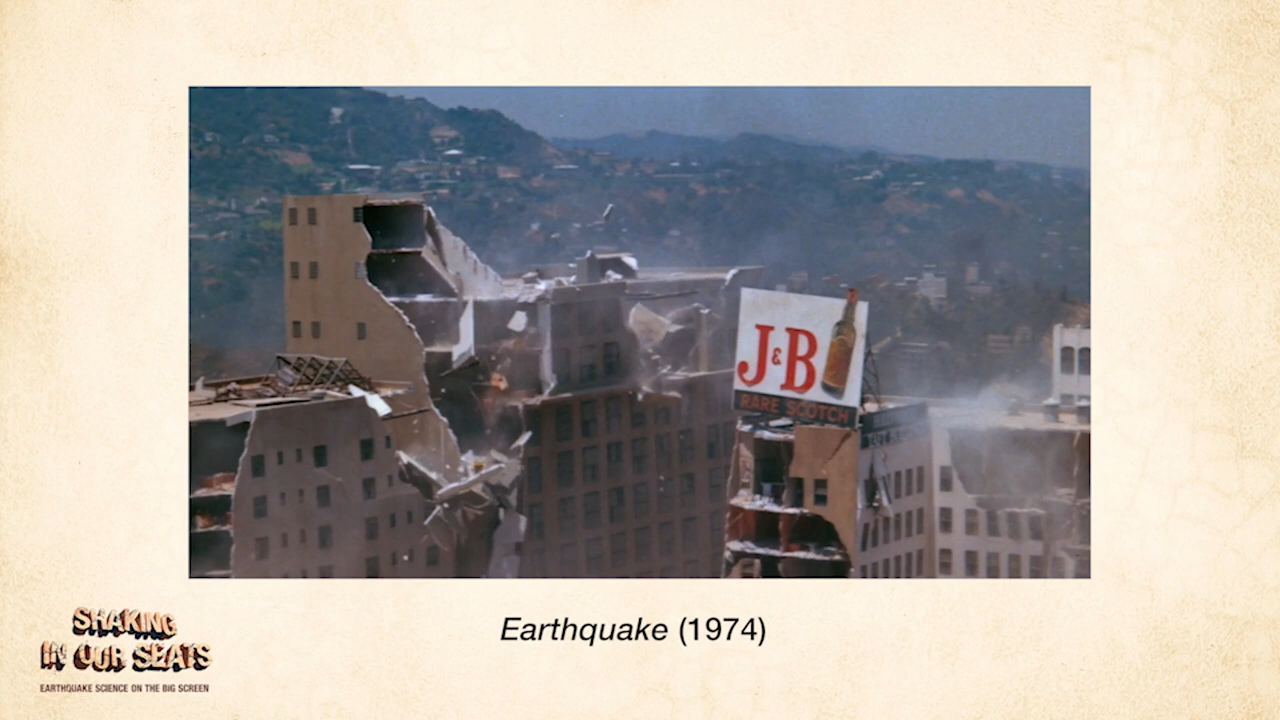 J&B
RARE SCOTCH
Earthquake (1974)
SHAKING
IN OUR SEATS
EARTHQUAKE SCIENCE ON THE BIG SCREEN